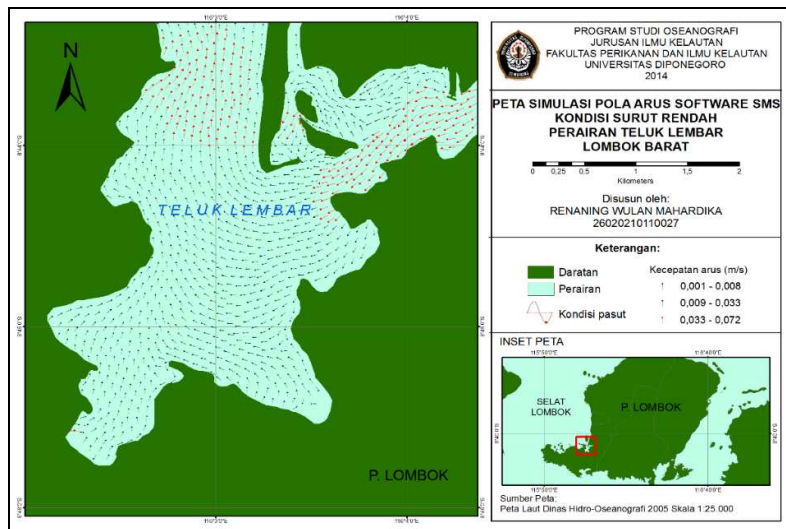 N
TELUK LEMBAR
P. LOMBOK
PROGRAM STUDI OSEANOGRAFI
JURUSAN ILMU KELAUTAN
FAKULTAS PERIKANAN DAN ILMU KELAUTAN
UNIVERSITAS DIPONEGORO
2014
PETA SIMULASI POLA ARUS SOFTWARE SMS
KONDISI SURUT RENDAH
PERAIRAN TELUK LEMBAR
LOMBOK BARAT
0 0,25 0,5 1 1,5 2
Kilometers
Disusun oleh:
RENANING WULAN MAHARDIKA
26020210110027
Keterangan:
Daratan
Perairan
Kondisi pasut
Kecepatan arus (m/s)
0,001 - 0,008
0,009 - 0,033
0,033 - 0,072
INSET PETA
SELAT
LOMBOK
P. LOMBOK
Sumber Peta:
Peta Laut Dinas Hidro-Oseanografi 2005 Skala 1:25.000